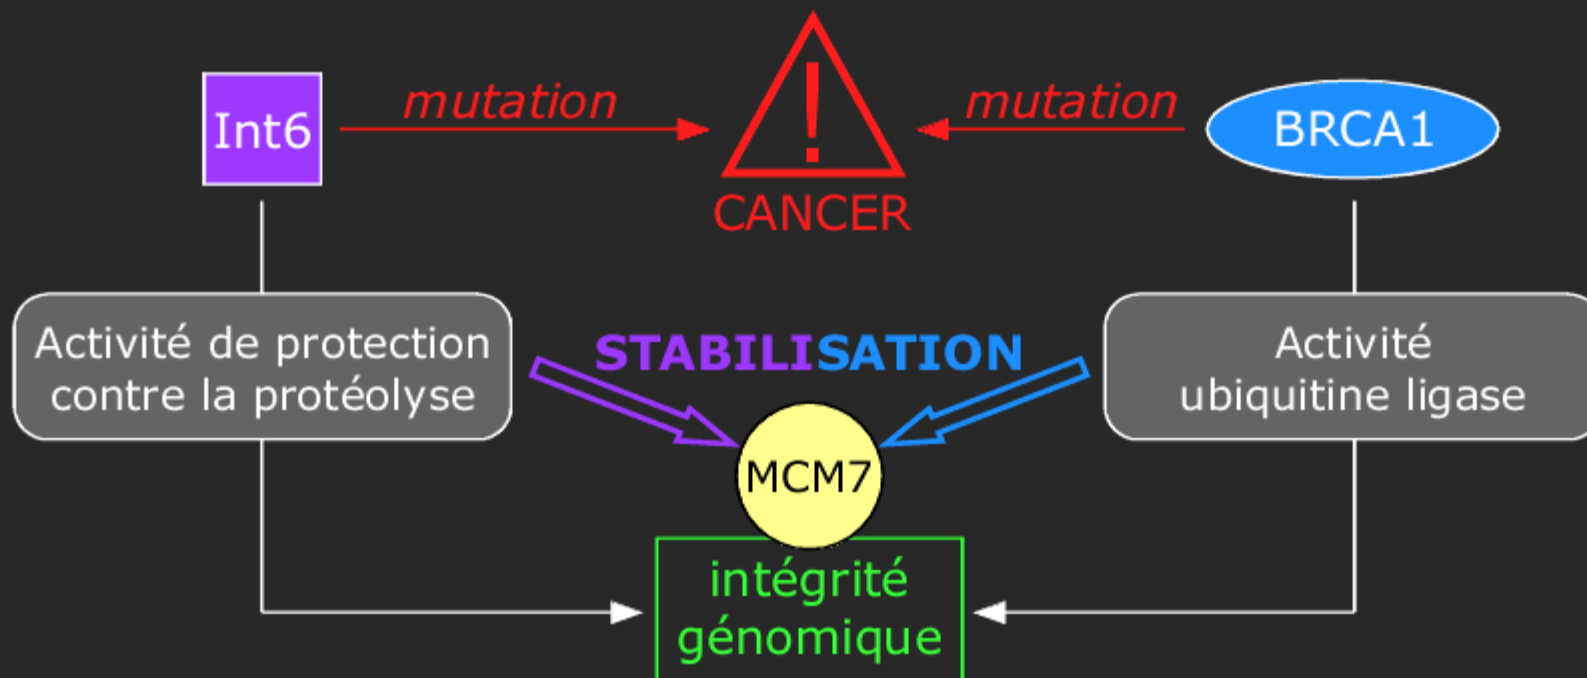 Int6
mutation
!
CANCER
mutation
BRCA1
Activité de protection
contre la protéolyse
STABILISATION
Activité
ubiquitine ligase
MCM7
intégrité
génomique